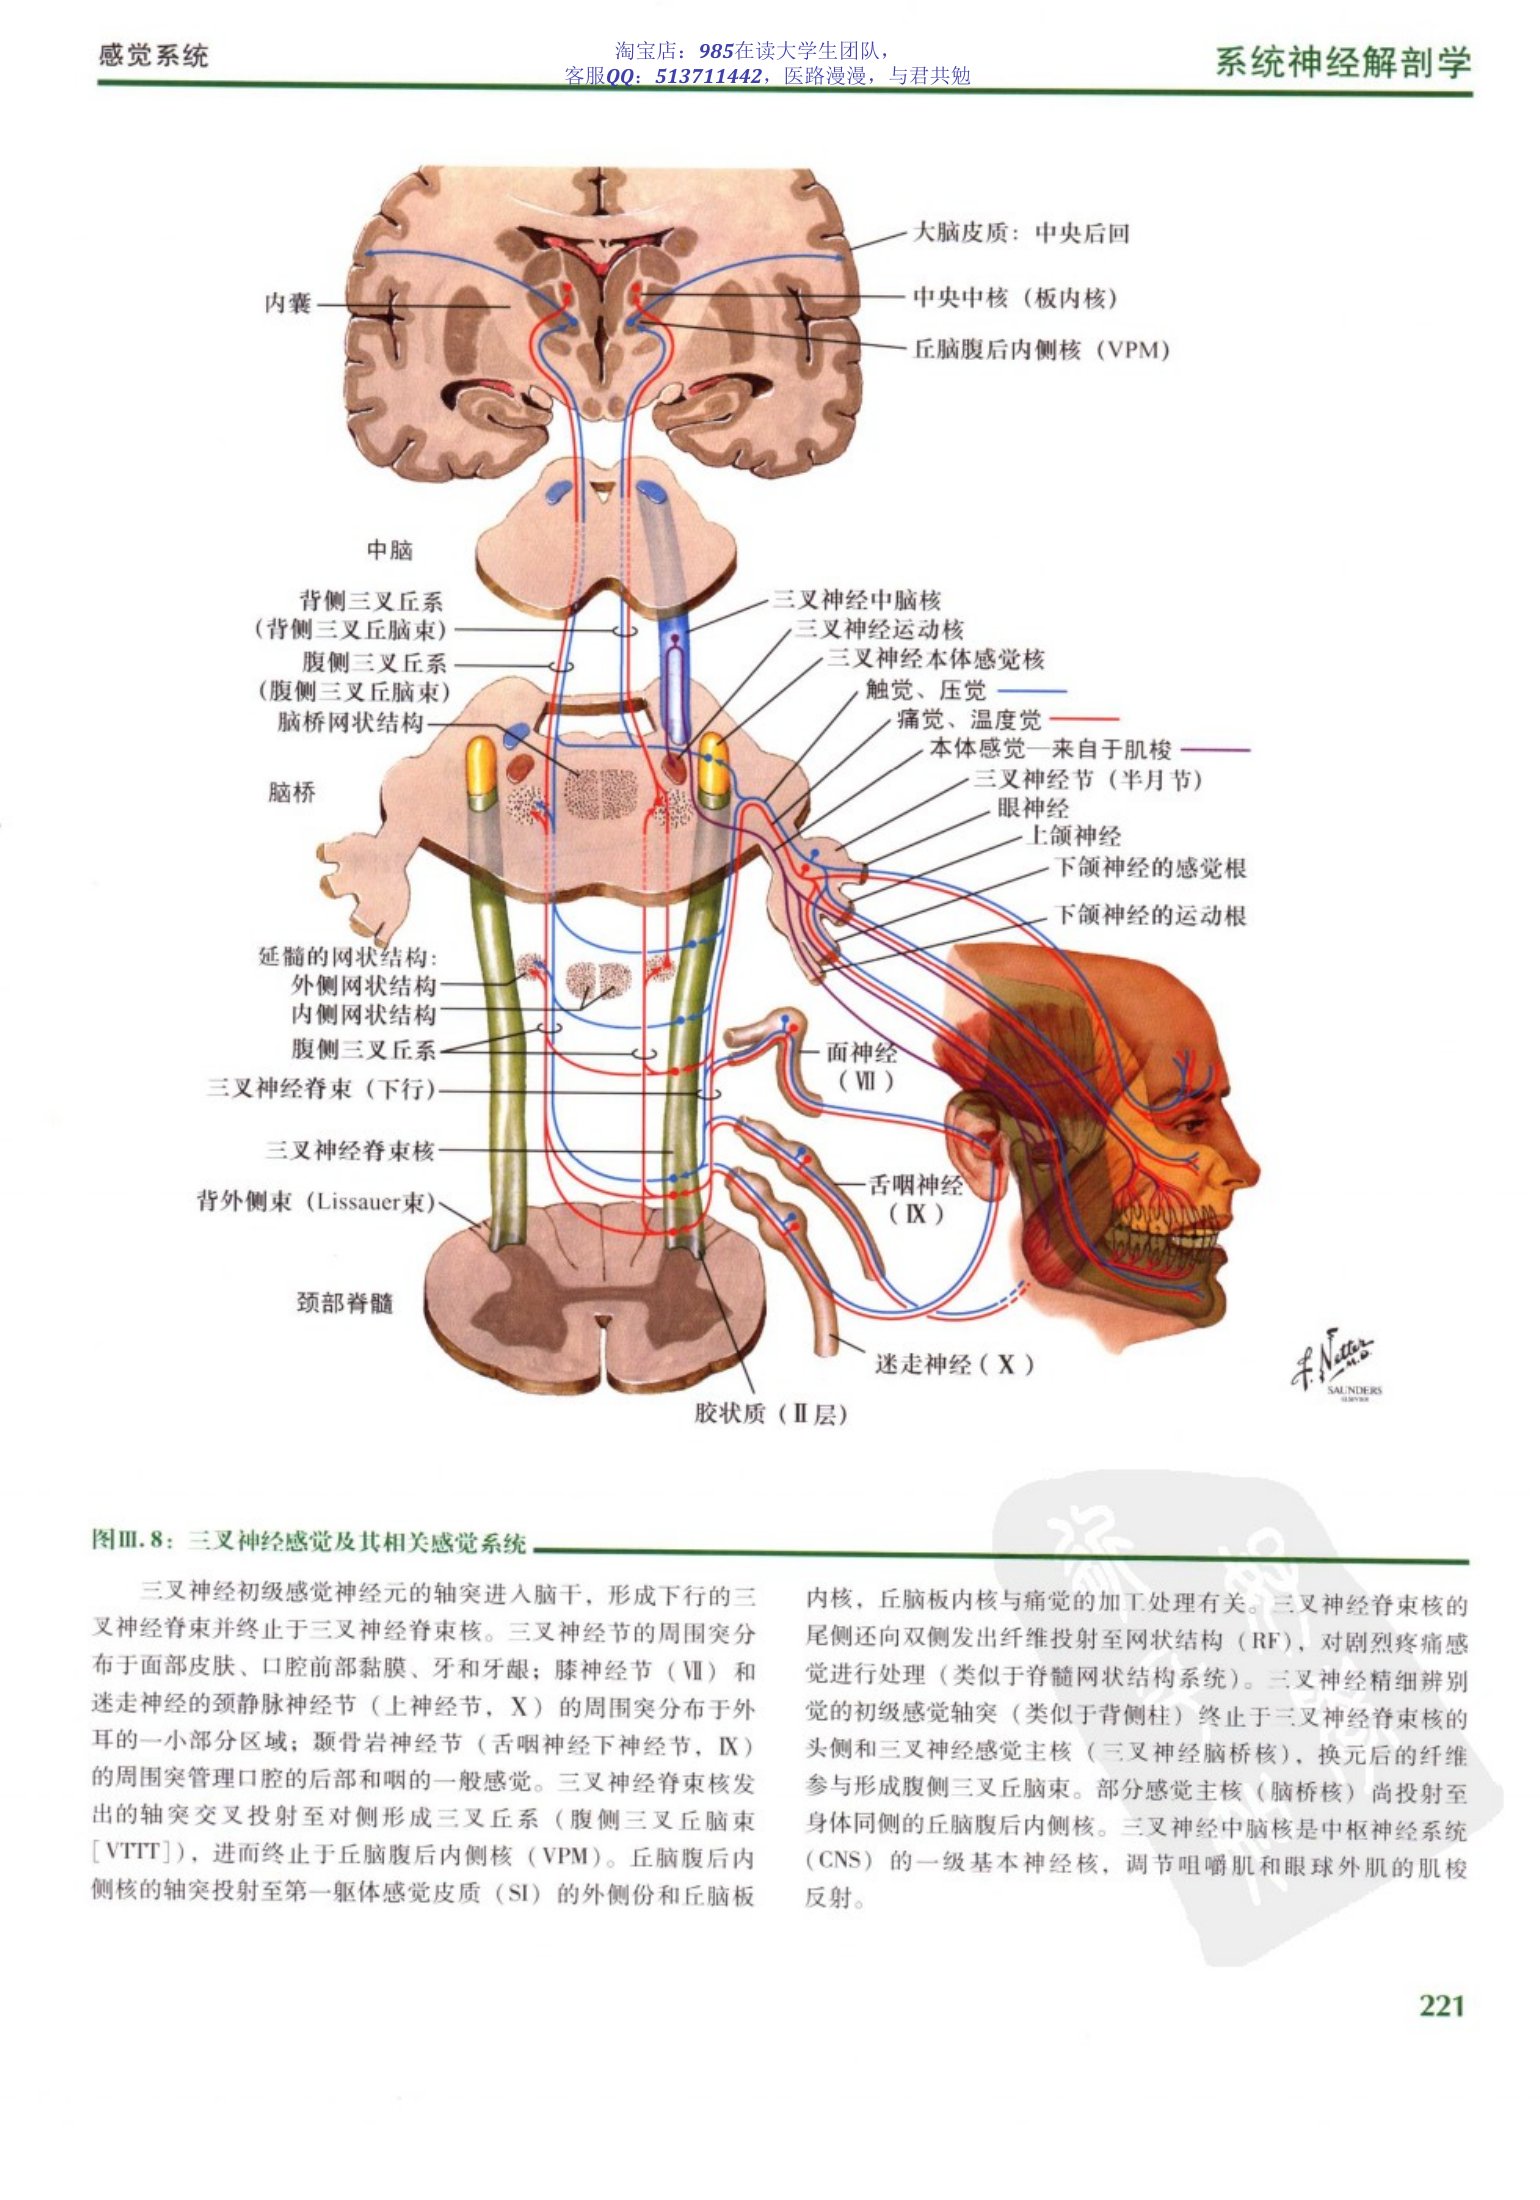 感觉系统
淘宝店：985在读大学生团队，
客服QQ：513711442，医路漫漫，与君共勉
系统神经解剖学
大脑皮质：中央后回
内囊
中央中核（板内核）
丘脑腹后内侧核（VPM）
中脑
背侧三叉丘系
（背侧三叉丘脑束）
腹侧三叉丘系
（腹侧三叉丘脑束）
脑桥网状结构
脑桥
三叉神经中脑核
三叉神经运动核
三叉神经本体感觉核
触觉、压觉
痛觉、温度觉
本体感觉—来自于肌梭
三叉神经节（半月节）
眼神经
上颌神经
下颌神经的感觉根
下颌神经的运动根
延髓的网状结构：
外侧网状结构
内侧网状结构
腹侧三叉丘系
三叉神经脊束（下行）
三叉神经脊束核
背外侧束（Lissauer束）
颈部脊髓
面神经
（Ⅶ）
舌咽神经
（Ⅸ）
迷走神经（Ⅹ）
胶状质（Ⅱ层）
F. Netter
M.D.
SAUNDERS
ELSEVIER
图Ⅲ.8：三叉神经感觉及其相关感觉系统
三叉神经初级感觉神经元的轴突进入脑干，形成下行的三
叉神经脊束并终止于三叉神经脊束核。三叉神经节的周围突分
布于面部皮肤、口腔前部黏膜、牙和牙龈；膝神经节（Ⅶ）和
迷走神经的颈静脉神经节（上神经节，Ⅹ）的周围突分布于外
耳的一小部分区域；颞骨岩神经节（舌咽神经下神经节，Ⅸ）
的周围突管理口腔的后部和咽的一般感觉。三叉神经脊束核发
出的轴突交叉投射至对侧形成三叉丘系（腹侧三叉丘脑束
［VTTT］），进而终止于丘脑腹后内侧核（VPM）。丘脑腹后内
侧核的轴突投射至第一躯体感觉皮质（SⅠ）的外侧份和丘脑板
内核，丘脑板内核与痛觉的加工处理有关。三叉神经脊束核的
尾侧还向双侧发出纤维投射至网状结构（RF），对剧烈疼痛感
觉进行处理（类似于脊髓网状结构系统）。三叉神经精细辨别
觉的初级感觉轴突（类似于背侧柱）终止于三叉神经脊束核的
头侧和三叉神经感觉主核（三叉神经脑桥核），换元后的纤维
参与形成腹侧三叉丘脑束。部分感觉主核（脑桥核）尚投射至
身体同侧的丘脑腹后内侧核。三叉神经中脑核是中枢神经系统
（CNS）的一级基本神经核，调节咀嚼肌和眼球外肌的肌梭
反射。
221